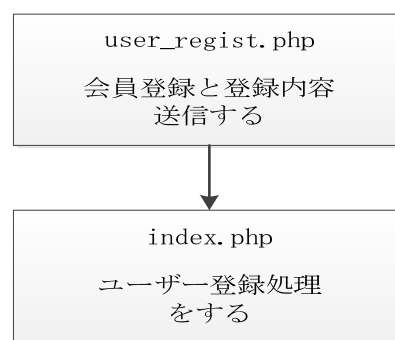 user_regist.php
会員登録と登録内容
送信する
index.php
ユーザー登録処理
をする